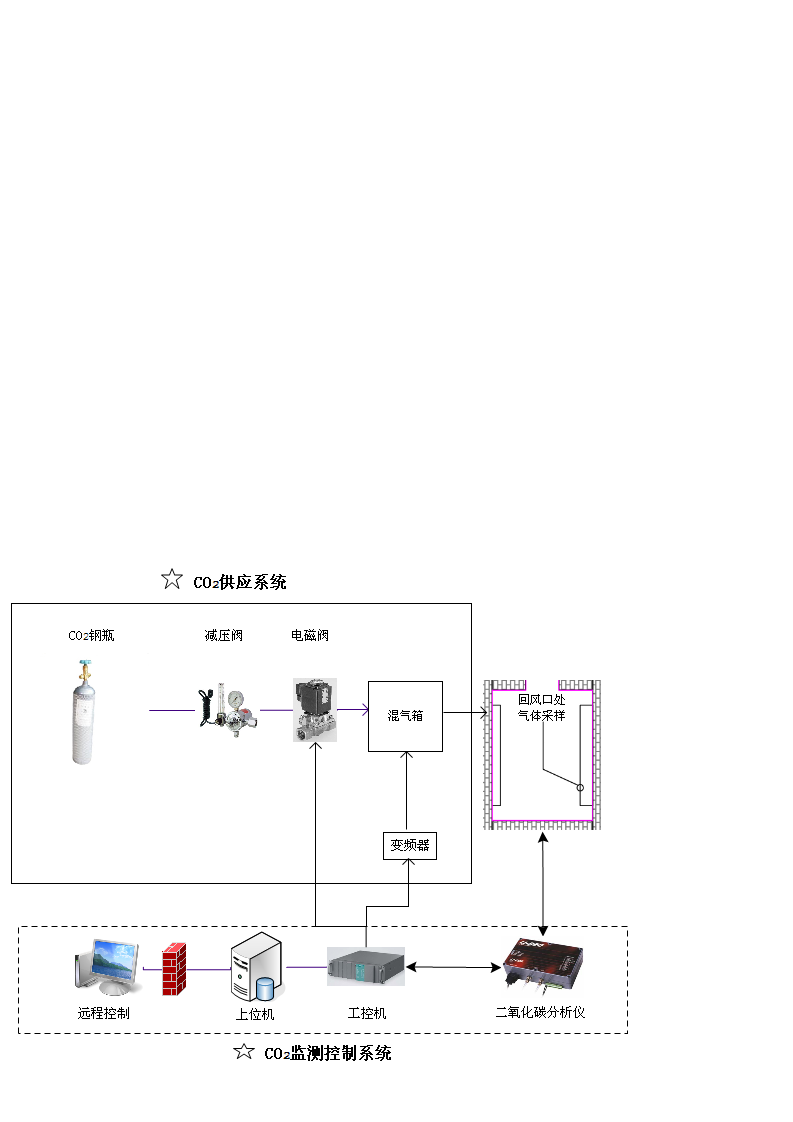 ☆ CO₂供应系统
CO2钢瓶
减压阀
电磁阀
混气箱
回风口处
气体采样
变频器
远程控制
上位机
工控机
二氧化碳分析仪
☆ CO₂监测控制系统